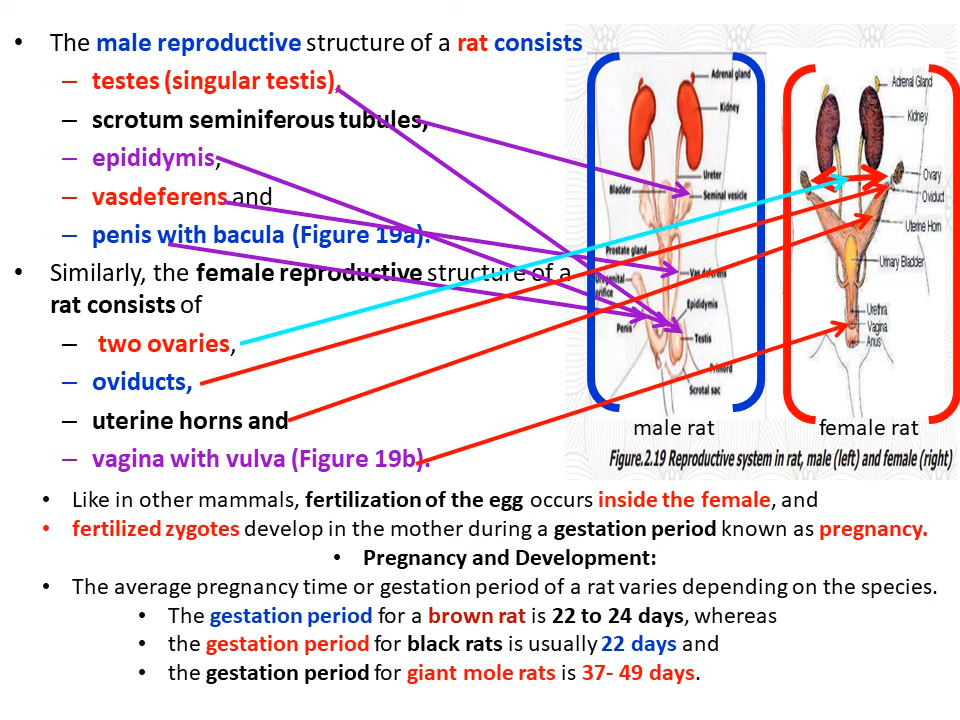 • The male reproductive structure of a rat consists
– testes (singular testis),
– scrotum seminiferous tubules,
– epididymis,
– vasdeferens and
– penis with bacula (Figure 19a).
• Similarly, the female reproductive structure of a
rat consists of
– two ovaries,
– oviducts,
– uterine horns and
– vagina with vulva (Figure 19b).
Adrenal gland
Kidney
Ureter
Bladder
Seminal vesicle
Prostate gland
Vas deferens
orifice
Epididymis
Penis
Testis
Scrotal sac
male rat
Adrenal Gland
Kidney
Ovary
Oviduct
Uterine Horn
Urinary Bladder
Urethra
Vagina
Anus
female rat
Figure.2.19 Reproductive system in rat, male (left) and female (right)
• Like in other mammals, fertilization of the egg occurs inside the female, and
• fertilized zygotes develop in the mother during a gestation period known as pregnancy.
• Pregnancy and Development:
• The average pregnancy time or gestation period of a rat varies depending on the species.
• The gestation period for a brown rat is 22 to 24 days, whereas
• the gestation period for black rats is usually 22 days and
• the gestation period for giant mole rats is 37- 49 days.